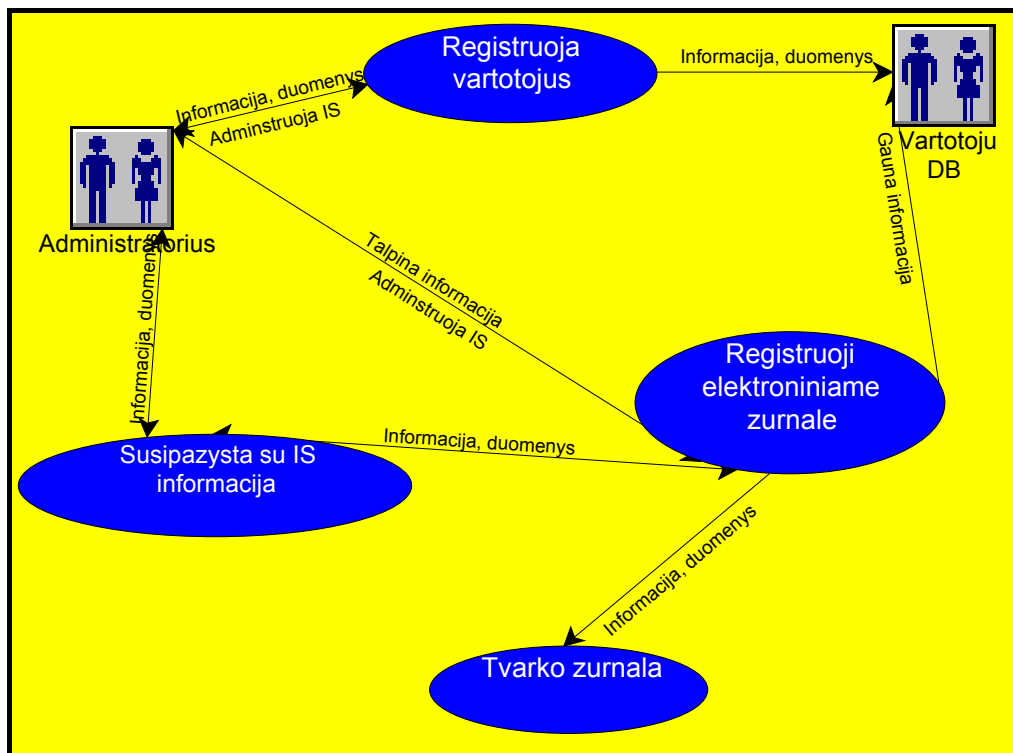 Registruoja
vartotojus
Informacija, duomenys
Informacija, duomenys
Adminstruoja IS
Vartotoju
DB
Administratorius
Gauna informacija
Talpina informacija
Adminstruoja IS
Informacija, duomenys
Registruoji
elektroniniame
zurnale
Informacija, duomenys
Susipazysta su IS
informacija
Informacija, duomenys
Tvarko zurnala